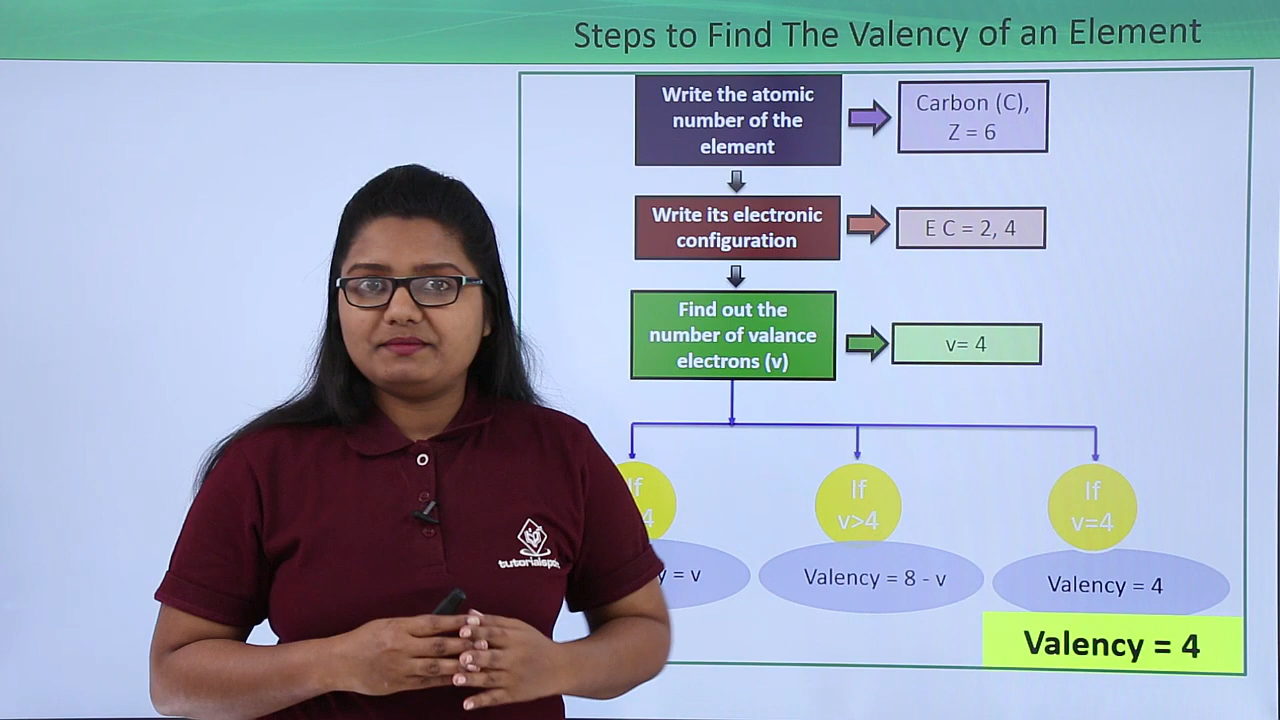 Steps to Find The Valency of an Element
Write the atomic
number of the
element
Carbon (C),
Z = 6
Write its electronic
configuration
E C = 2, 4
Find out the
number of valance
electrons (v)
v= 4
If
4
y = v
If
v>4
Valency = 8 - v
If
v=4
Valency = 4
Valency = 4